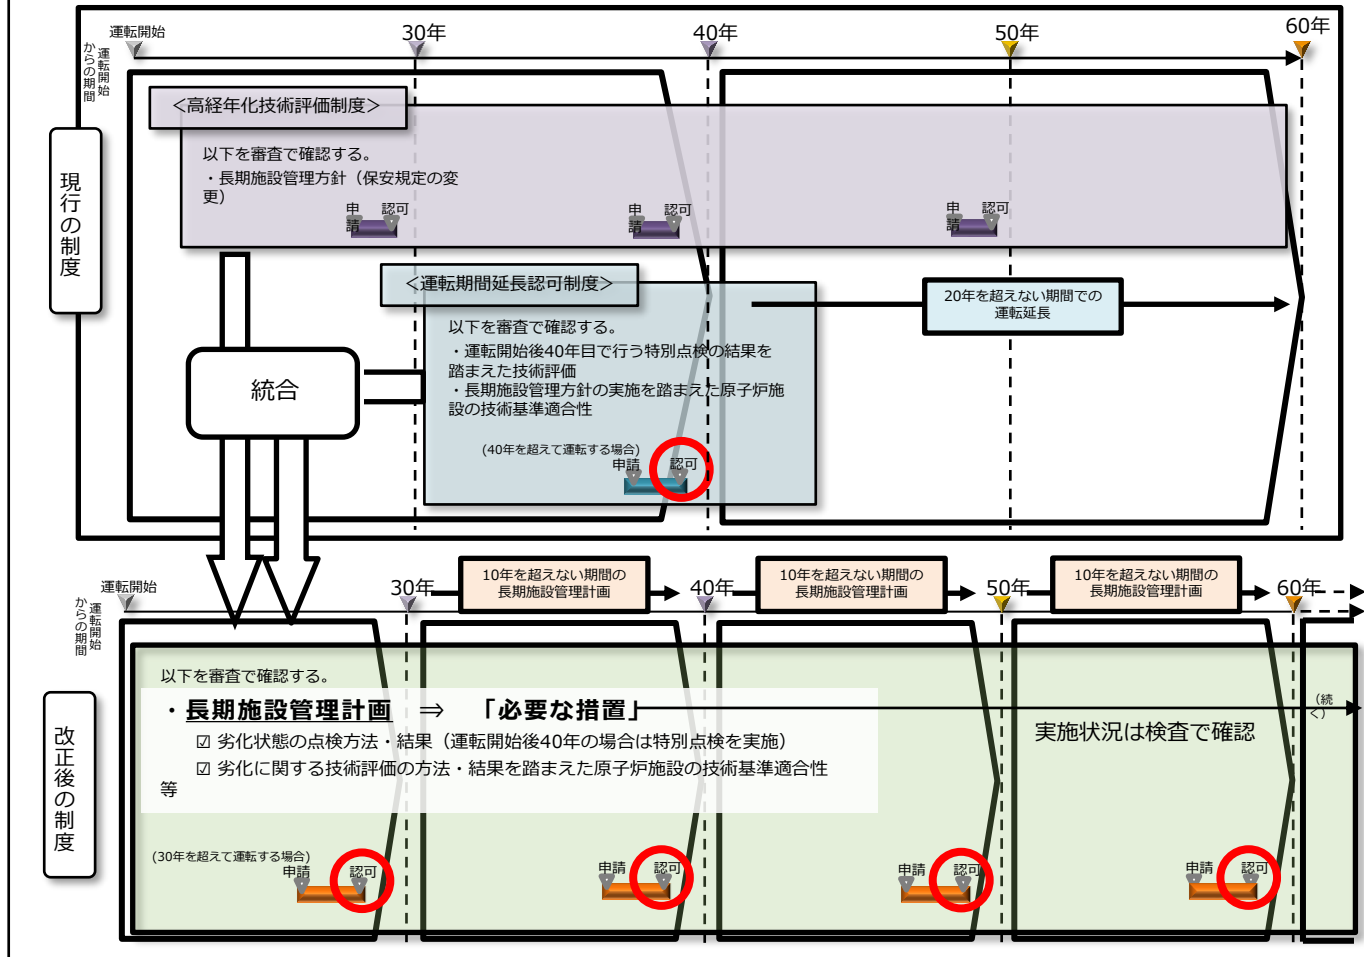 運転開始
30年
40年
50年
60年
運転開始
からの期間
現行の制度
＜高経年化技術評価制度＞
以下を審査で確認する。
・長期施設管理方針（保安規定の変
更）
申請
認可
申請
認可
申請
認可
＜運転期間延長認可制度＞
以下を審査で確認する。
・運転開始後40年目で行う特別点検の結果を
踏まえた技術評価
・長期施設管理方針の実施を踏まえた原子炉施
設の技術基準適合性
(40年を超えて運転する場合)
申請
認可
20年を超えない期間での
運転延長
統合
運転開始
30年
10年を超えない期間の
長期施設管理計画
40年
10年を超えない期間の
長期施設管理計画
50年
10年を超えない期間の
長期施設管理計画
60年
運転開始
からの期間
改正後の制度
以下を審査で確認する。
・長期施設管理計画　⇒　「必要な措置」
☑ 劣化状態の点検方法・結果（運転開始後40年の場合は特別点検を実施）
☑ 劣化に関する技術評価の方法・結果を踏まえた原子炉施設の技術基準適合性
等
実施状況は検査で確認
（続
く）
(30年を超えて運転する場合)
申請
認可
申請
認可
申請
認可
申請
認可